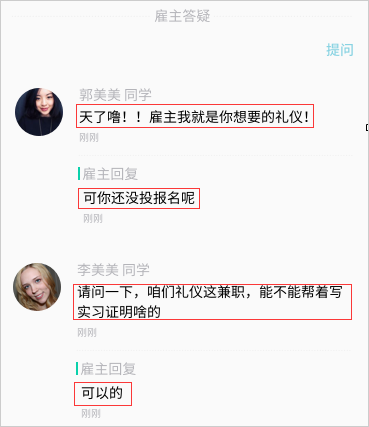 雇主答疑
提问
郭美美 同学
天了噜！！雇主我就是你想要的礼仪！
刚刚
雇主回复
可你还没投报名呢
刚刚
李美美 同学
请问一下，咱们礼仪这兼职，能不能帮着写
实习证明啥的
刚刚
雇主回复
可以的
刚刚